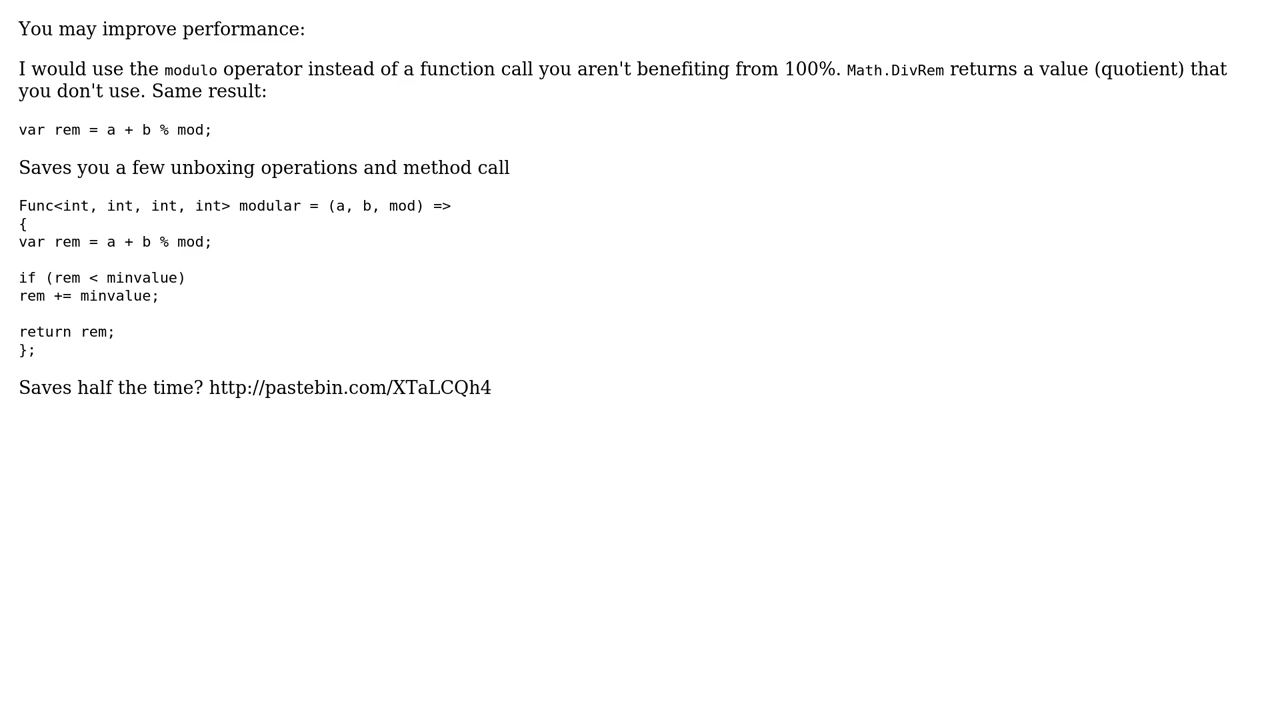 You may improve performance:
I would use the modulo operator instead of a function call you aren't benefiting from 100%. Math.DivRem returns a value (quotient) that
you don't use. Same result:
var rem = a + b % mod;
Saves you a few unboxing operations and method call
Func<int, int, int, int> modular = (a, b, mod) =>
{
var rem = a + b % mod;
if (rem < minvalue)
rem += minvalue;
return rem;
};
Saves half the time? http://pastebin.com/XTaLCQh4